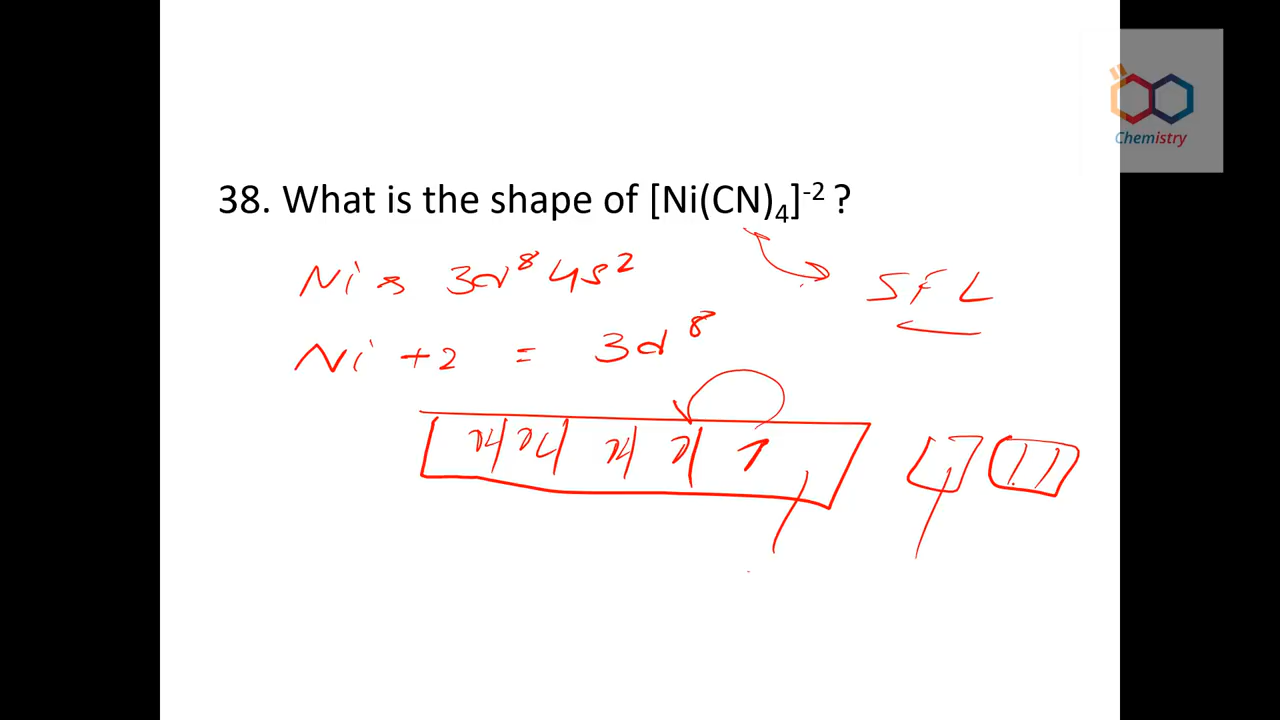 Chemistry
38. What is the shape of [Ni(CN)₄]⁻² ?
Ni 3d⁸ 4s²
SFL
Ni +2 = 3d⁸